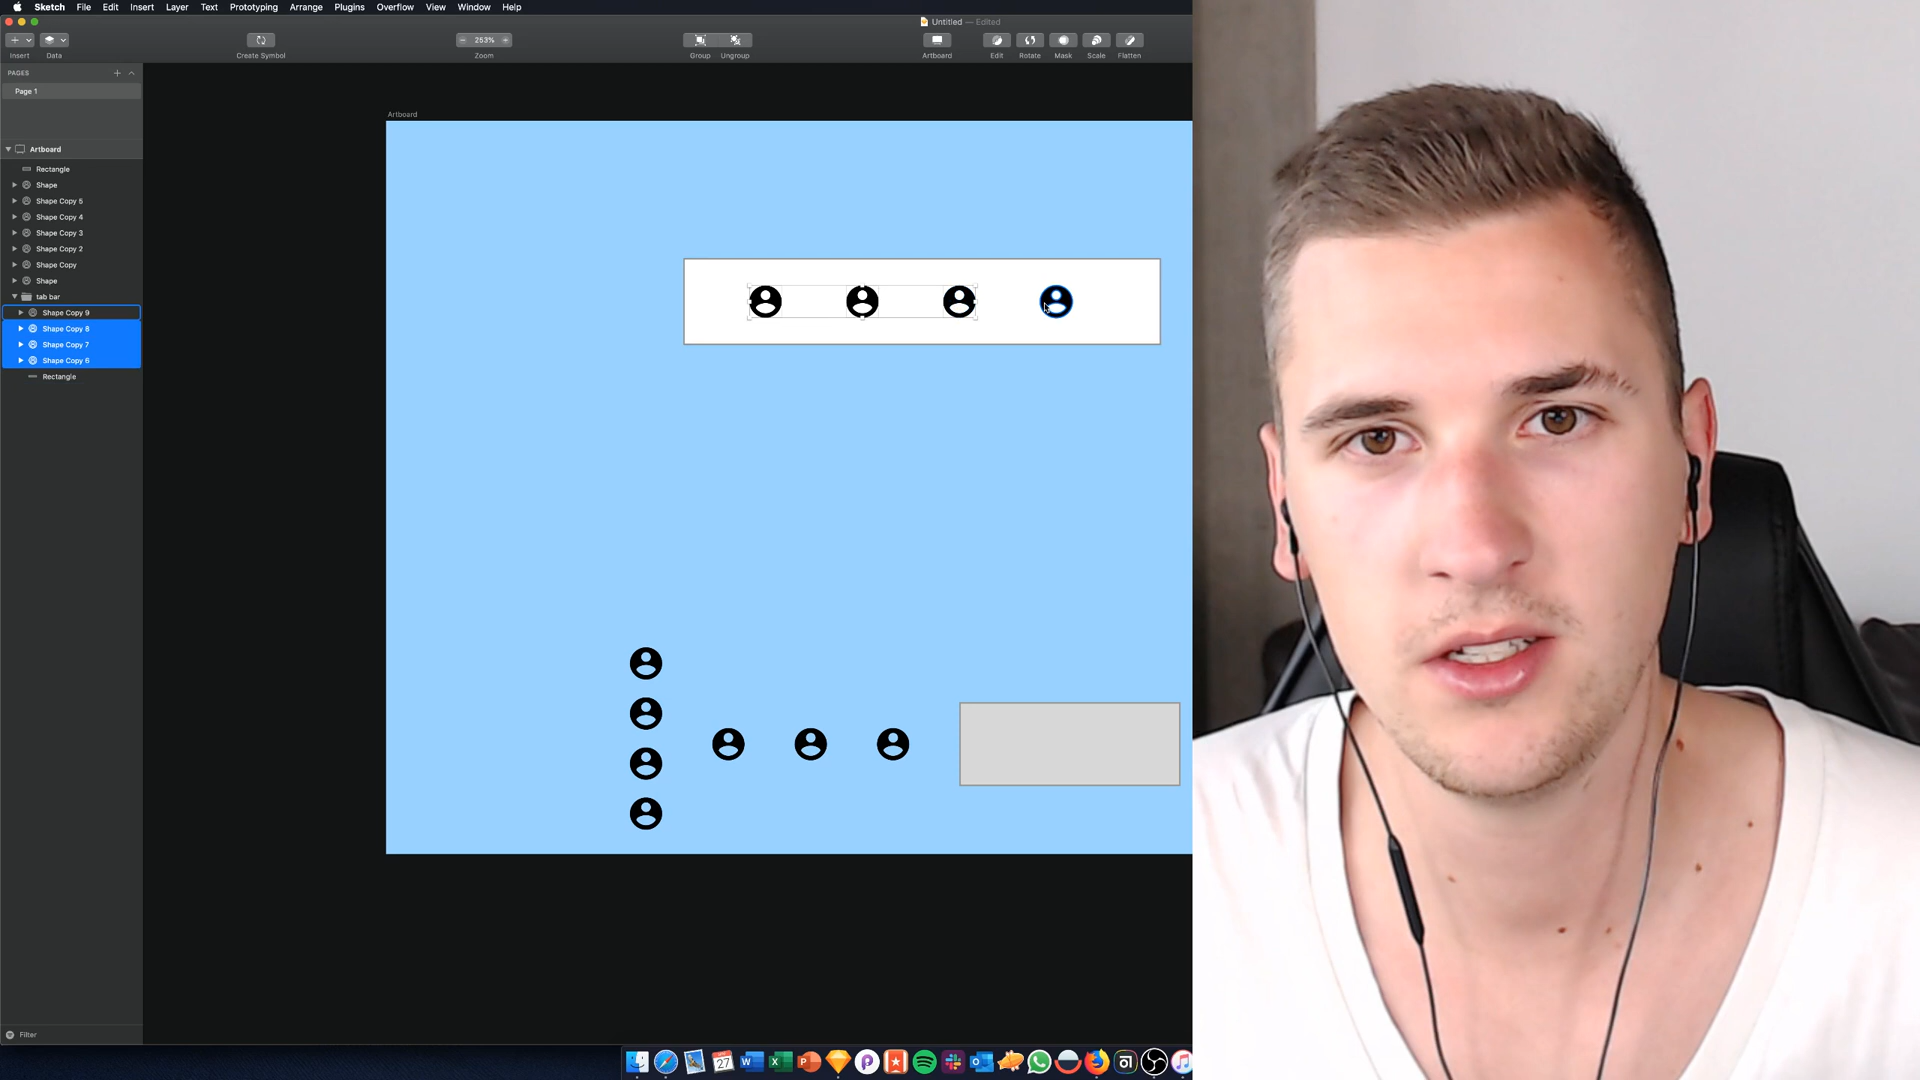 Sketch File Edit Insert Layer Text Prototyping Arrange Plugins Overflow View Window Help
Untitled — Edited
253%
Insert Data Create Symbol Zoom Group Ungroup Artboard Edit Rotate Mask Scale Flatten
PAGES
Page 1
Artboard
Artboard
Rectangle
Shape
Shape Copy 5
Shape Copy 4
Shape Copy 3
Shape Copy 2
Shape Copy
Shape
tab bar
Shape Copy 9
Shape Copy 8
Shape Copy 7
Shape Copy 6
Rectangle
Filter
27